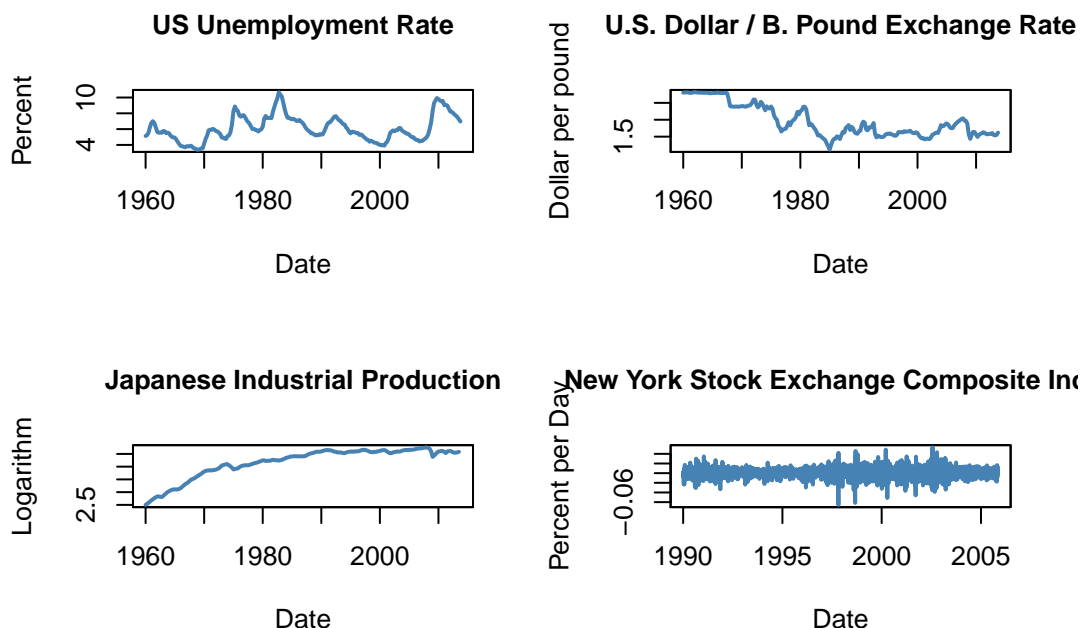 US Unemployment Rate
Percent
10
4
1960 1980 2000
Date
U.S. Dollar / B. Pound Exchange Rate
Dollar per pound
1.5
1960 1980 2000
Date
Japanese Industrial Production
Logarithm
2.5
1960 1980 2000
Date
New York Stock Exchange Composite Ind
Percent per Day
−0.06
1990 1995 2000 2005
Date